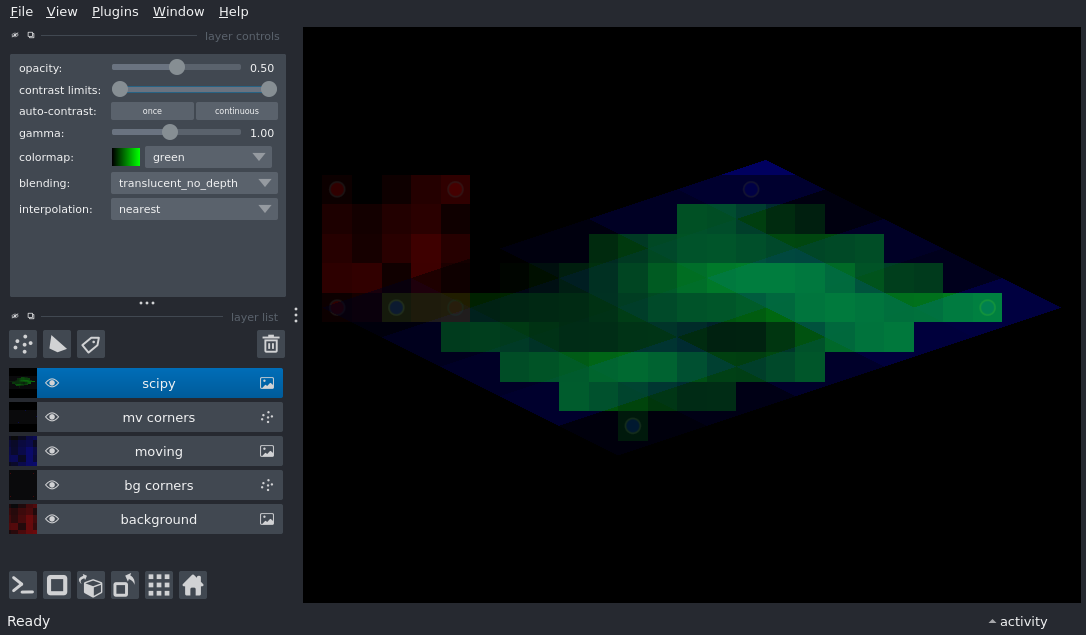 File View Plugins Window Help
layer controls
opacity: 0.50
contrast limits:
auto-contrast: once continuous
gamma: 1.00
colormap: green
blending: translucent_no_depth
interpolation: nearest
layer list
scipy
mv corners
moving
bg corners
background
Ready activity